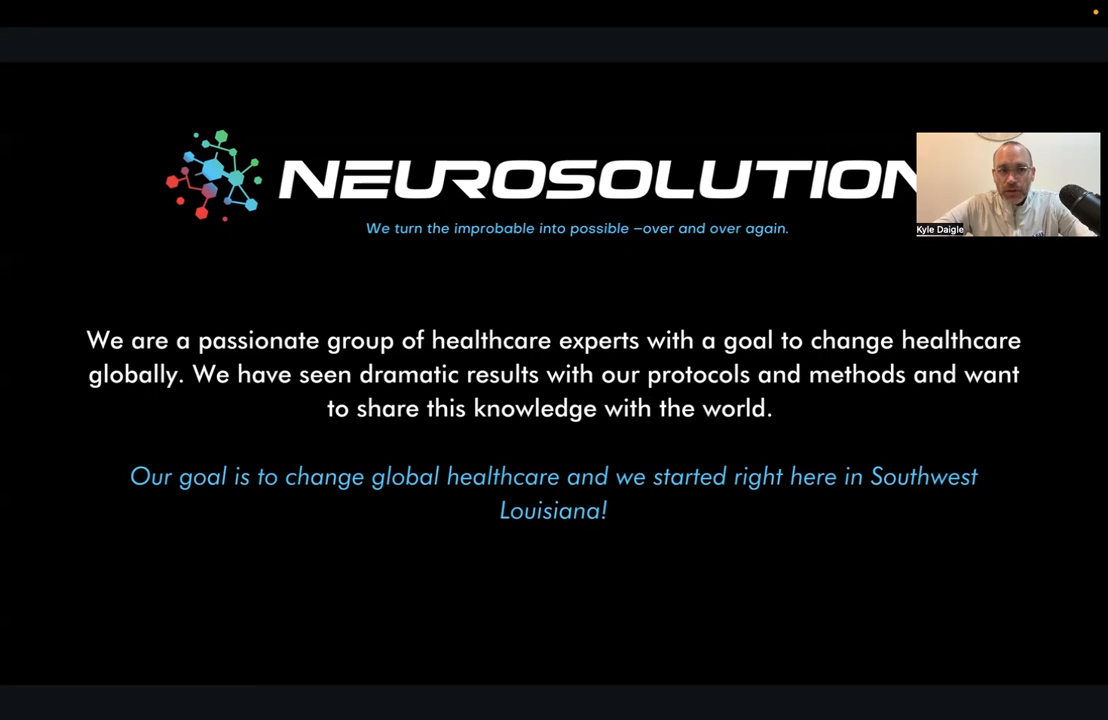 NEUROSOLUTION
We turn the improbable into possible –over and over again.
Kyle Daigle
We are a passionate group of healthcare experts with a goal to change healthcare
globally. We have seen dramatic results with our protocols and methods and want
to share this knowledge with the world.
Our goal is to change global healthcare and we started right here in Southwest
Louisiana!